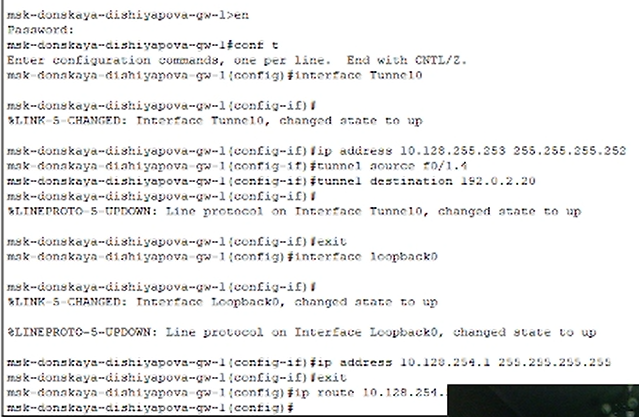 msk-donskaya-dishiyapova-gw-1>en
Password:
msk-donskaya-dishiyapova-gw-1#conf t
Enter configuration commands, one per line.  End with CNTL/Z.
msk-donskaya-dishiyapova-gw-1(config)#interface Tunnel0
msk-donskaya-dishiyapova-gw-1(config-if)#
%LINK-5-CHANGED: Interface Tunnel0, changed state to up
msk-donskaya-dishiyapova-gw-1(config-if)#ip address 10.128.255.253 255.255.255.252
msk-donskaya-dishiyapova-gw-1(config-if)#tunnel source f0/1.4
msk-donskaya-dishiyapova-gw-1(config-if)#tunnel destination 192.0.2.20
msk-donskaya-dishiyapova-gw-1(config-if)#
%LINEPROTO-5-UPDOWN: Line protocol on Interface Tunnel0, changed state to up
msk-donskaya-dishiyapova-gw-1(config-if)#exit
msk-donskaya-dishiyapova-gw-1(config)#interface loopback0
msk-donskaya-dishiyapova-gw-1(config-if)#
%LINK-5-CHANGED: Interface Loopback0, changed state to up
%LINEPROTO-5-UPDOWN: Line protocol on Interface Loopback0, changed state to up
msk-donskaya-dishiyapova-gw-1(config-if)#ip address 10.128.254.1 255.255.255.255
msk-donskaya-dishiyapova-gw-1(config-if)#exit
msk-donskaya-dishiyapova-gw-1(config)#ip route 10.128.254.
msk-donskaya-dishiyapova-gw-1(config)#